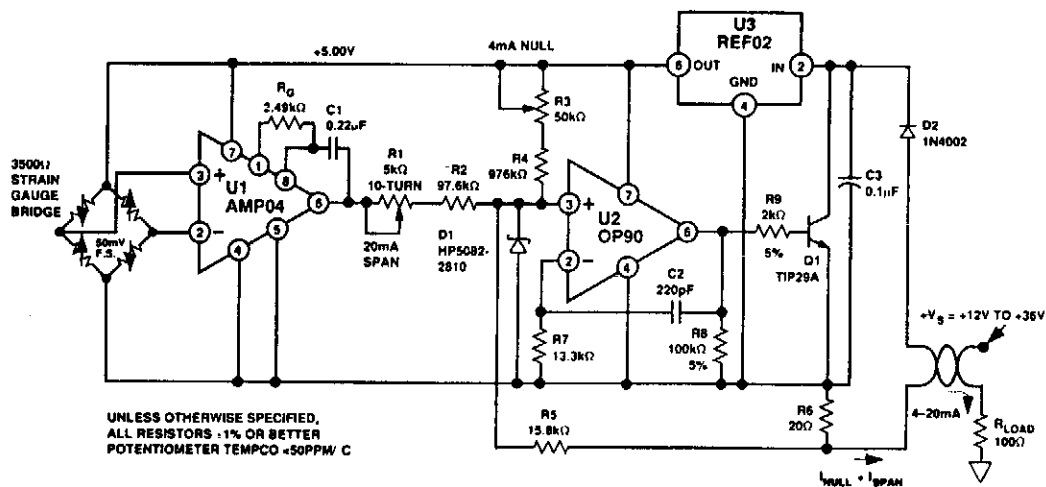 U3
REF02
+5.00V
4mA NULL
6
OUT
IN
2
GND
4
RG
2.49kΩ
C1
0.22µF
R3
50kΩ
D2
1N4002
3500Ω
STRAIN
GAUGE
BRIDGE
50mV
F.S.
7
1
8
3
+
U1
AMP04
2
-
6
5
4
R1
5kΩ
10-TURN
20mA
SPAN
R2
97.6kΩ
R4
976kΩ
D1
HP5082-
2810
3
+
7
U2
OP90
6
2
-
4
R9
2kΩ
5%
Q1
TIP29A
C3
0.1µF
C2
220pF
R7
13.3kΩ
R8
100kΩ
5%
+VS = +12V TO +36V
UNLESS OTHERWISE SPECIFIED,
ALL RESISTORS ±1% OR BETTER
POTENTIOMETER TEMPCO <50PPM/ C
R5
15.8kΩ
R6
20Ω
4–20mA
RLOAD
100Ω
INULL + ISPAN